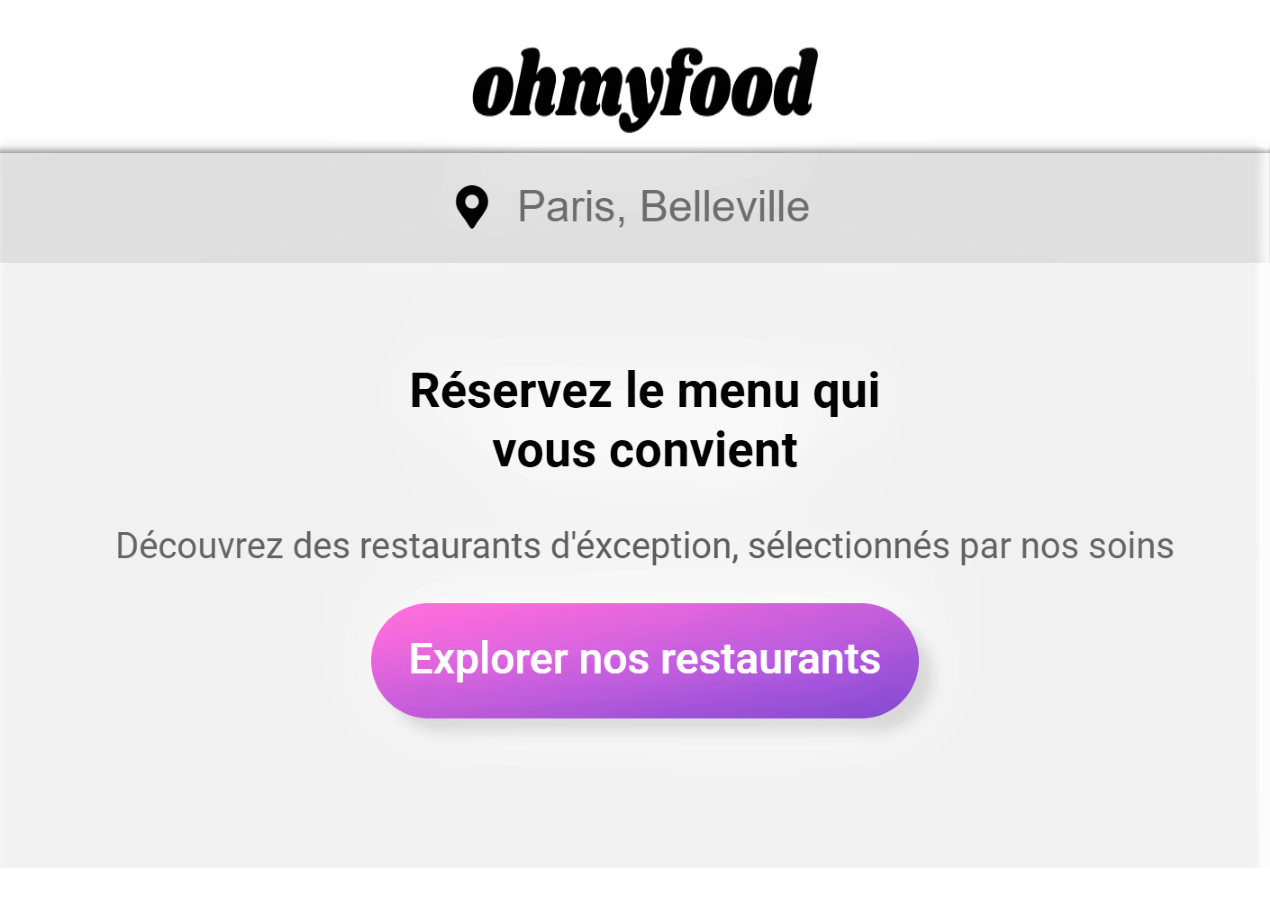 ohmyfood
Paris, Belleville
Réservez le menu qui
vous convient
Découvrez des restaurants d'éxception, sélectionnés par nos soins
Explorer nos restaurants